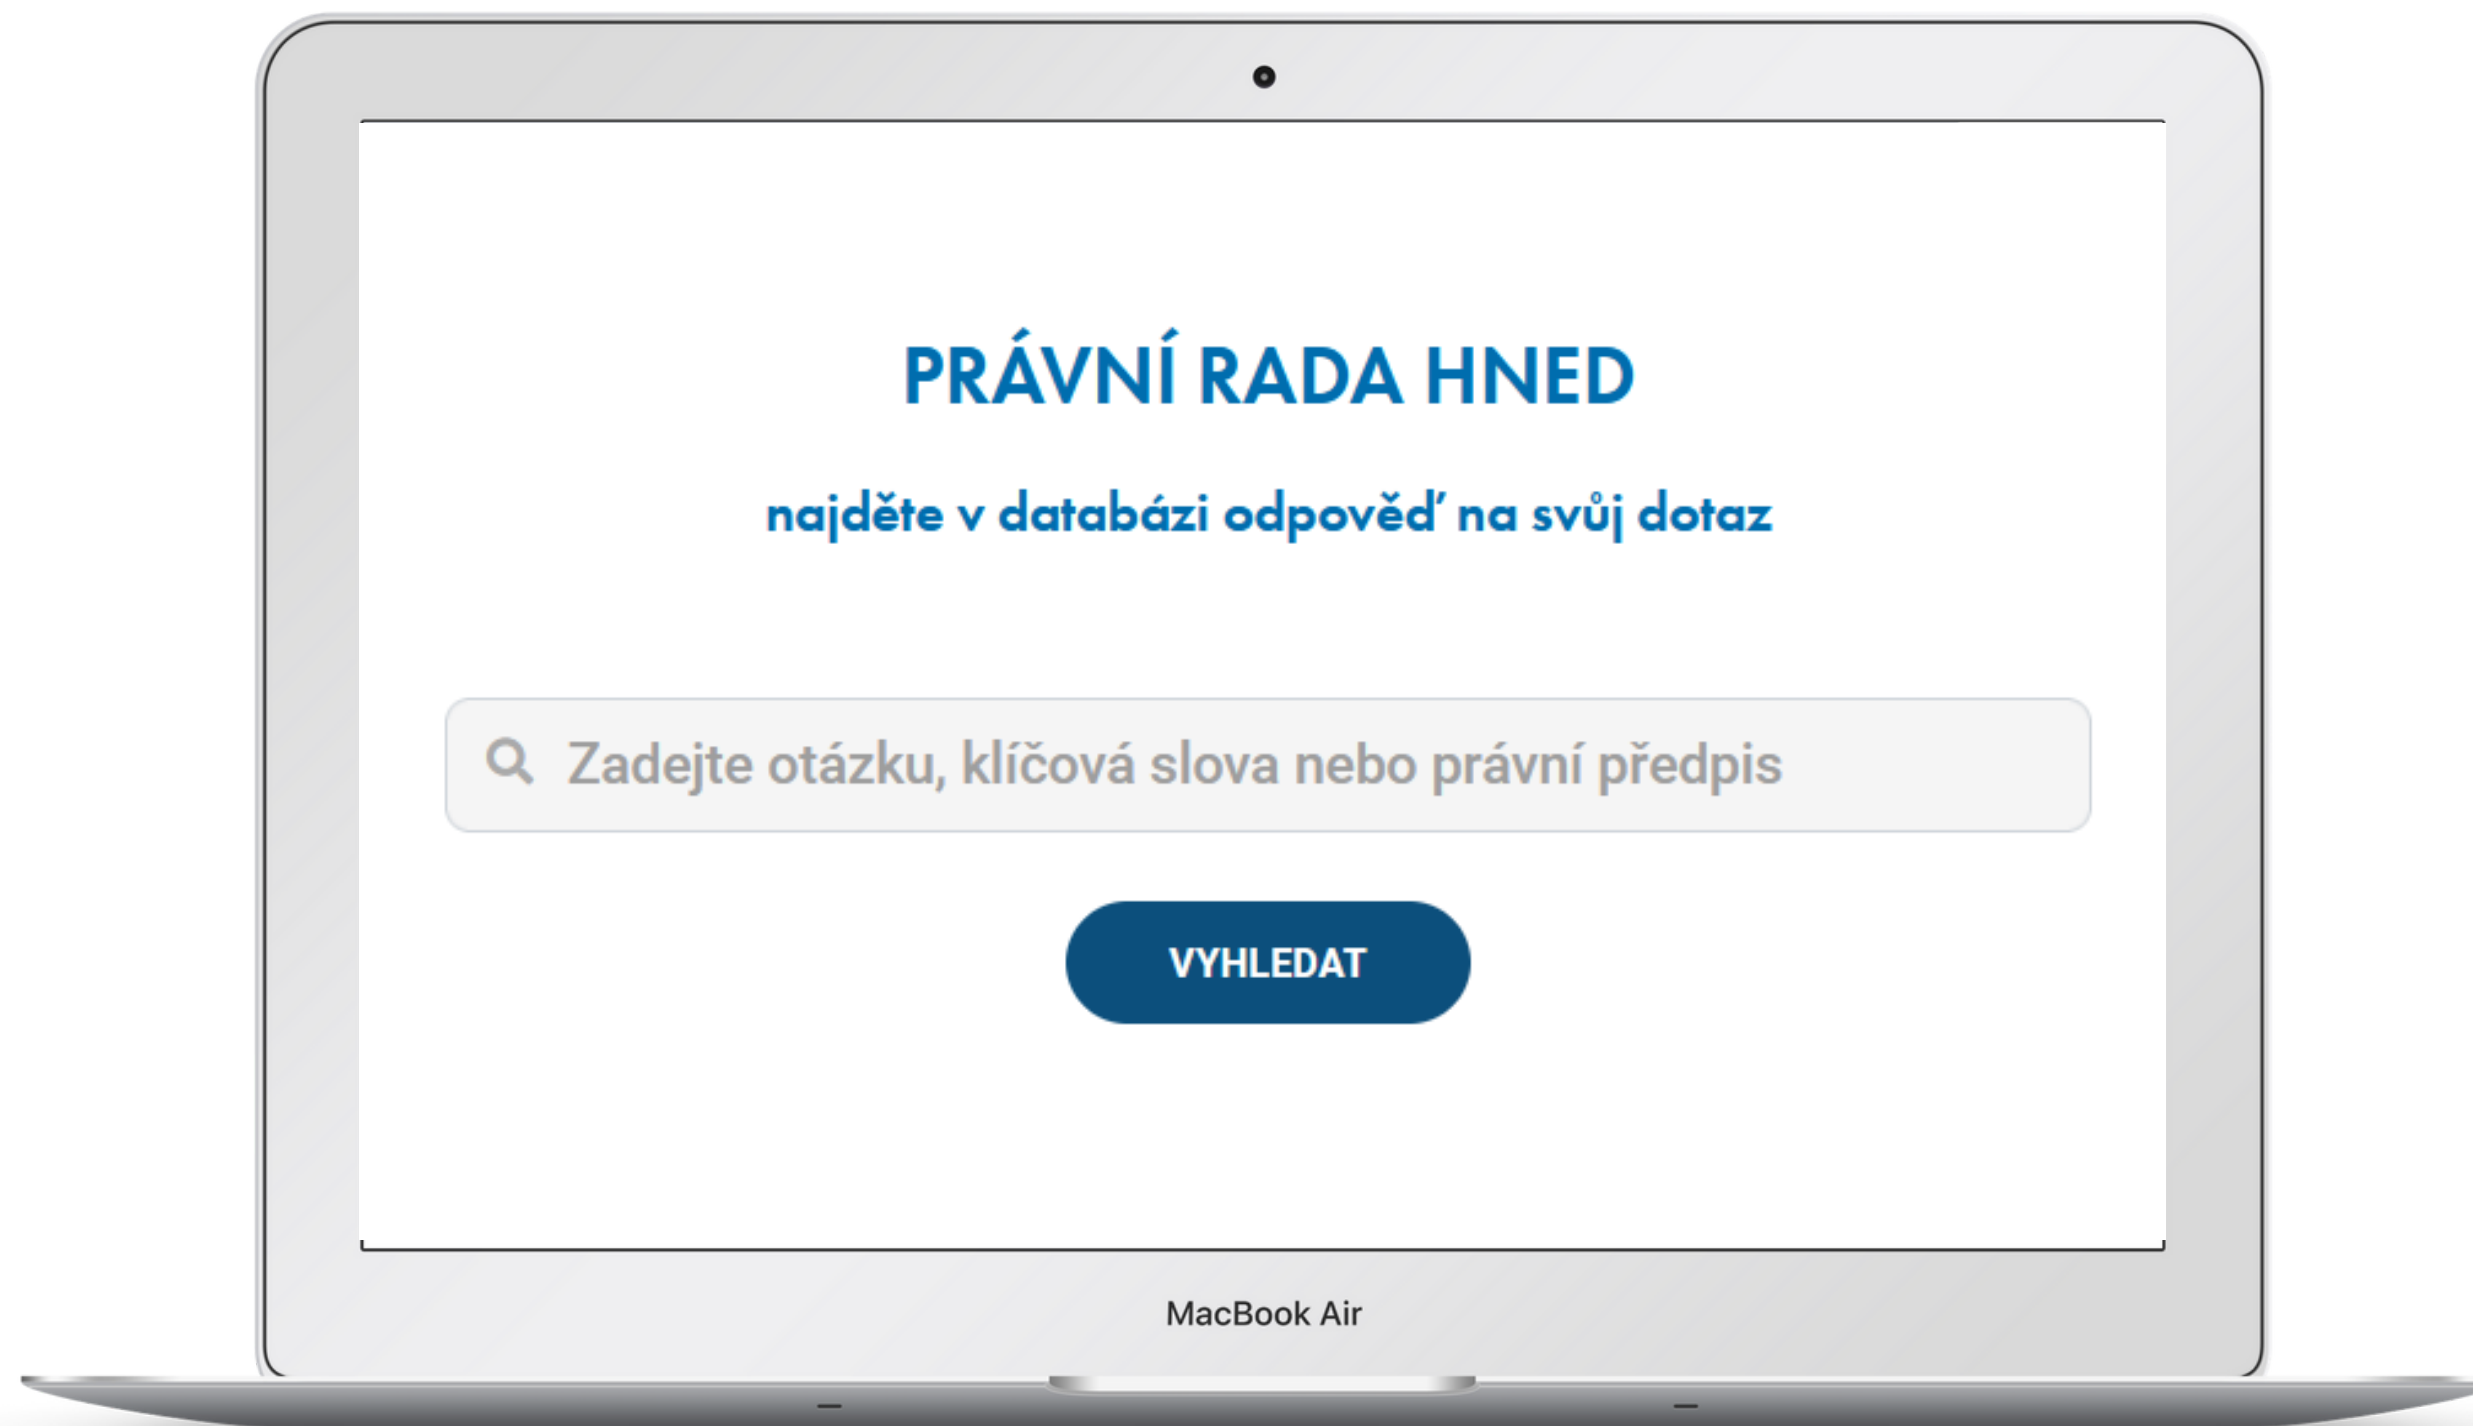 PRÁVNÍ RADA HNED
najděte v databázi odpověď na svůj dotaz
Zadejte otázku, klíčová slova nebo právní předpis
VYHLEDAT
MacBook Air